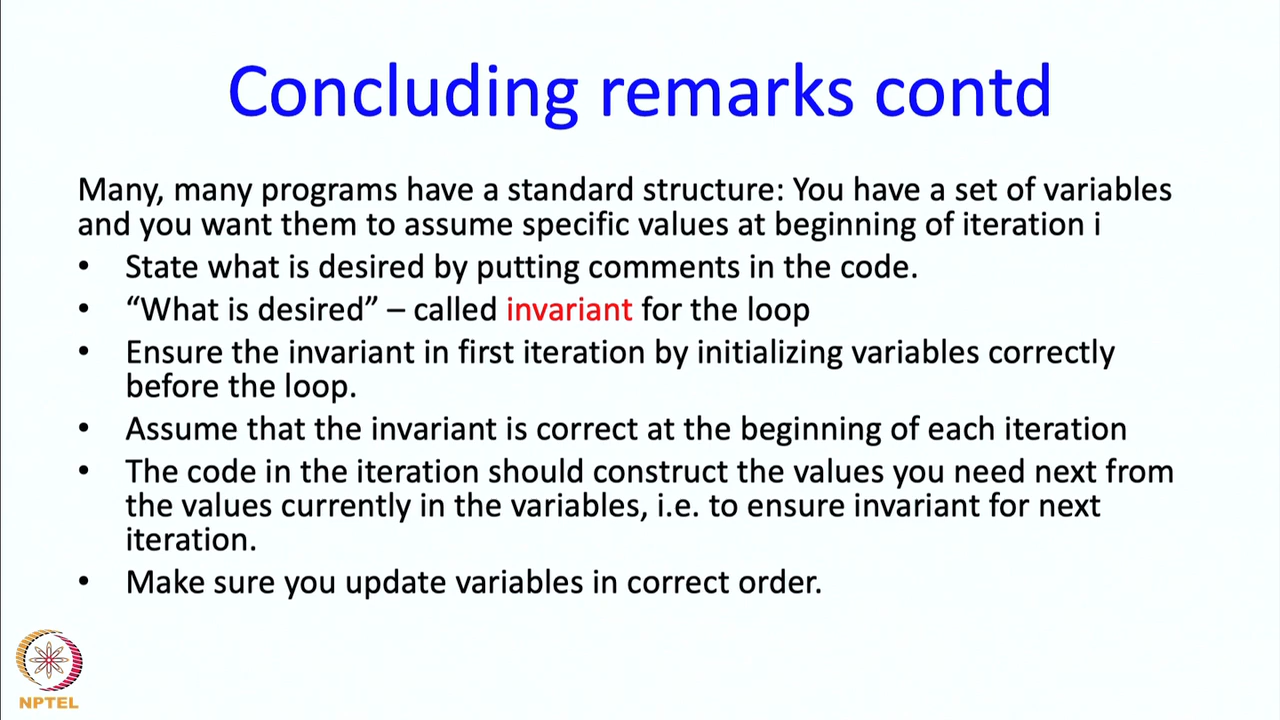 Concluding remarks contd
Many, many programs have a standard structure: You have a set of variables
and you want them to assume specific values at beginning of iteration i
• State what is desired by putting comments in the code.
• “What is desired” – called invariant for the loop
• Ensure the invariant in first iteration by initializing variables correctly
before the loop.
• Assume that the invariant is correct at the beginning of each iteration
• The code in the iteration should construct the values you need next from
the values currently in the variables, i.e. to ensure invariant for next
iteration.
• Make sure you update variables in correct order.
NPTEL